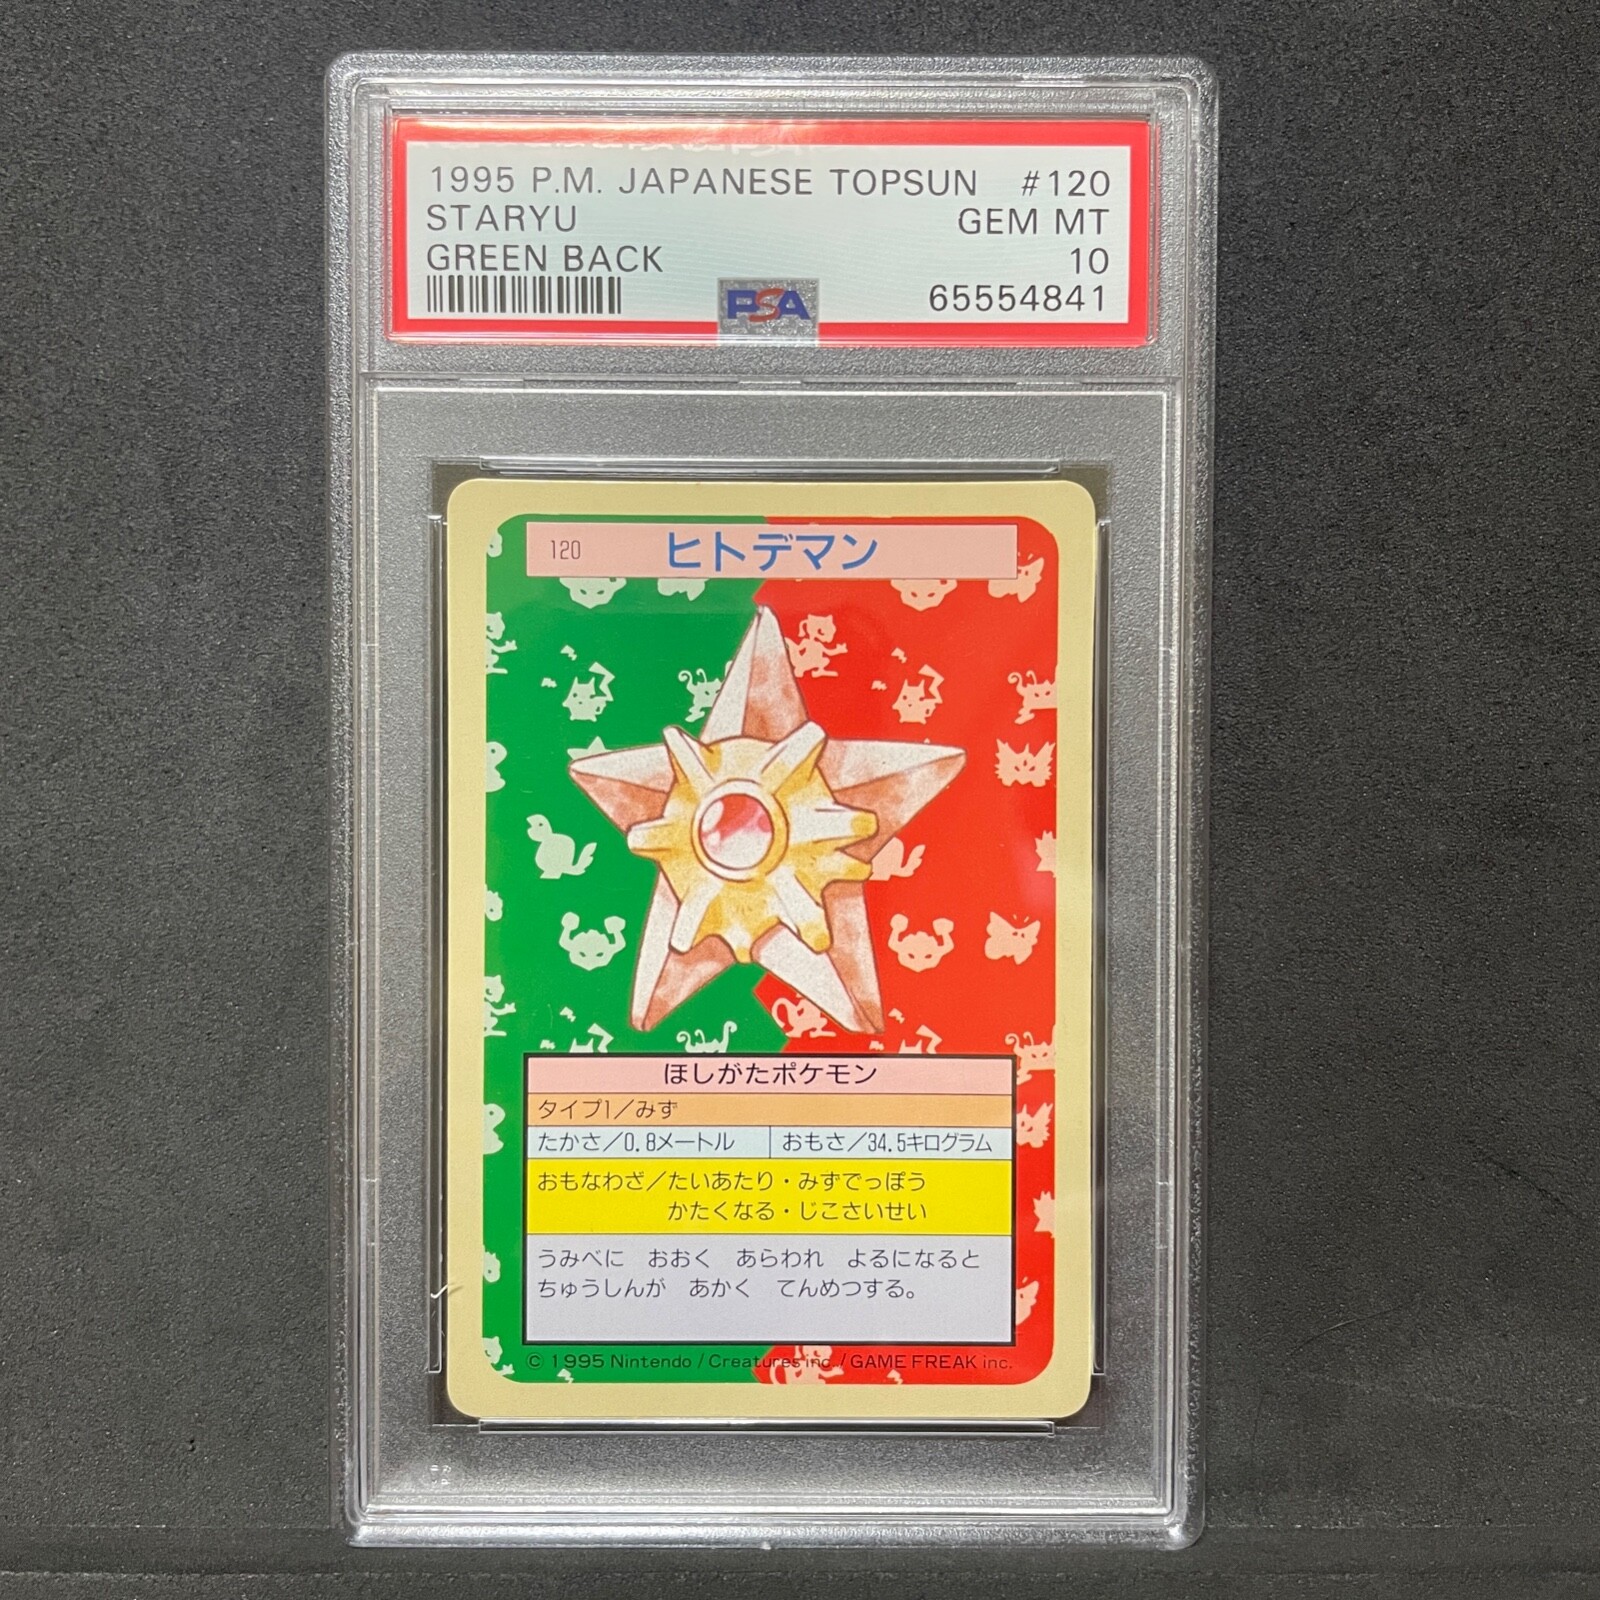 1995 P.M. JAPANESE TOPSUN #120
STARYU GEM MT
GREEN BACK 10
PSA 65554841
120 ヒトデマン
ほしがたポケモン
タイプ1／みず
たかさ／0.8メートル おもさ／34.5キログラム
おもなわざ／たいあたり・みずでっぽう
かたくなる・じこさいせい
うみべに おおく あらわれ よるになると
ちゅうしんが あかく てんめつする。
© 1995 Nintendo / Creatures inc. / GAME FREAK inc.